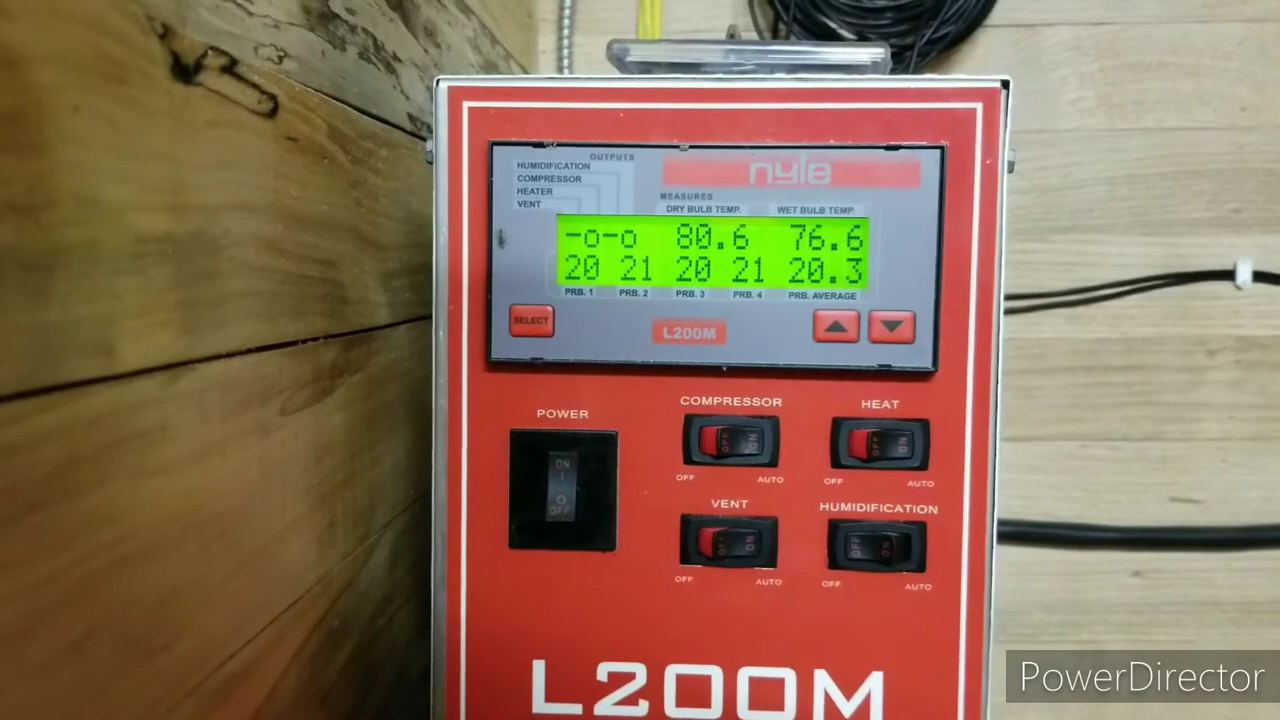 OUTPUTS
HUMIDIFICATION
COMPRESSOR
HEATER
VENT
nyle
MEASURES
DRY BULB TEMP. WET BULB TEMP.
-o-o 80.6 76.6
20 21 20 21 20.3
PRB. 1 PRB. 2 PRB. 3 PRB. 4 PRB. AVERAGE
SELECT
L200M
POWER
ON
I
O
OFF
COMPRESSOR
OFF ON
OFF AUTO
HEAT
OFF ON
OFF AUTO
VENT
OFF ON
OFF AUTO
HUMIDIFICATION
OFF ON
OFF AUTO
L200M
PowerDirector